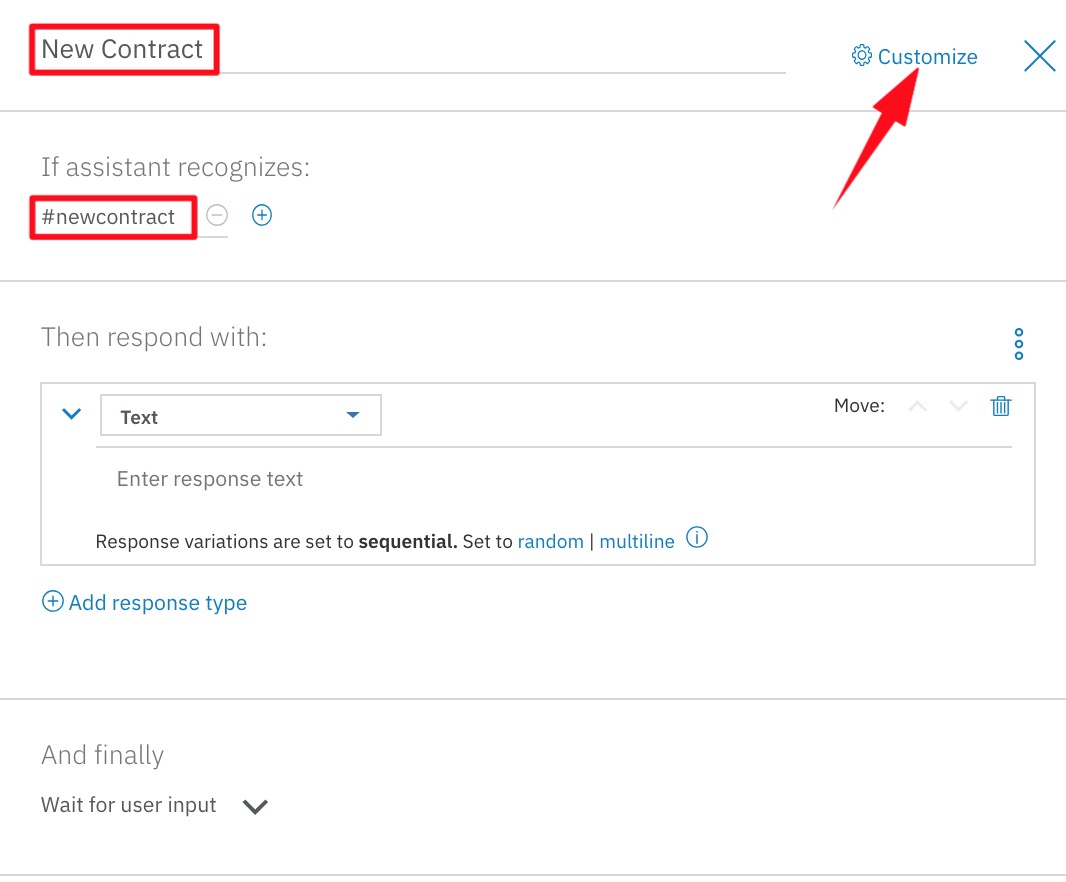 New Contract
Customize
If assistant recognizes:
#newcontract
Then respond with:
Text
Move:
Enter response text
Response variations are set to sequential. Set to random | multiline
Add response type
And finally
Wait for user input